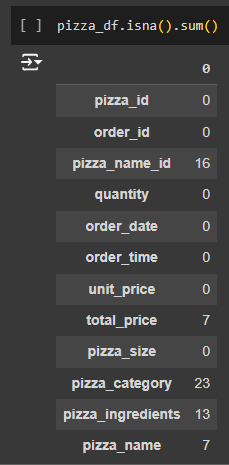 [ ] pizza_df.isna().sum()
0
pizza_id 0
order_id 0
pizza_name_id 16
quantity 0
order_date 0
order_time 0
unit_price 0
total_price 7
pizza_size 0
pizza_category 23
pizza_ingredients 13
pizza_name 7